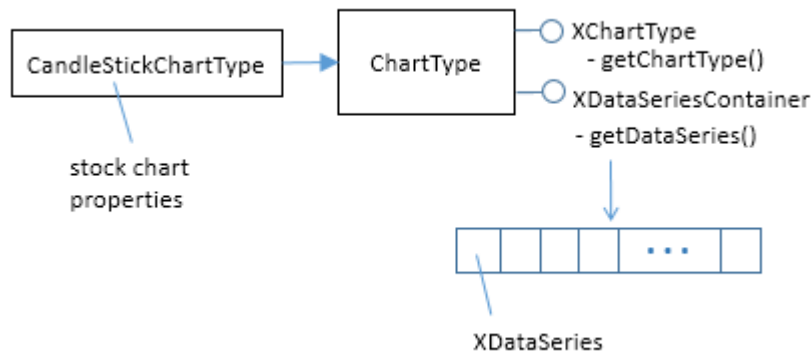 CandleStickChartType
ChartType
XChartType
- getChartType()
XDataSeriesContainer
- getDataSeries()
stock chart
properties
...
XDataSeries